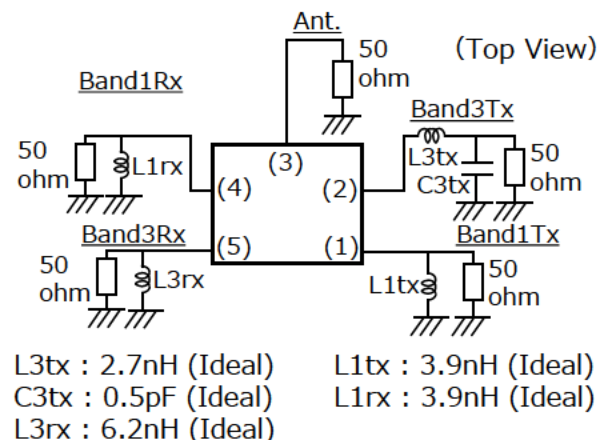 Ant.
50
ohm
(Top View)
Band1Rx
Band3Tx
50
ohm
L1rx
(3)
L3tx
C3tx
50
ohm
(4)
(2)
Band3Rx
(5)
(1)
Band1Tx
50
ohm
L3rx
L1tx
50
ohm
L3tx : 2.7nH (Ideal)
L1tx : 3.9nH (Ideal)
C3tx : 0.5pF (Ideal)
L1rx : 3.9nH (Ideal)
L3rx : 6.2nH (Ideal)